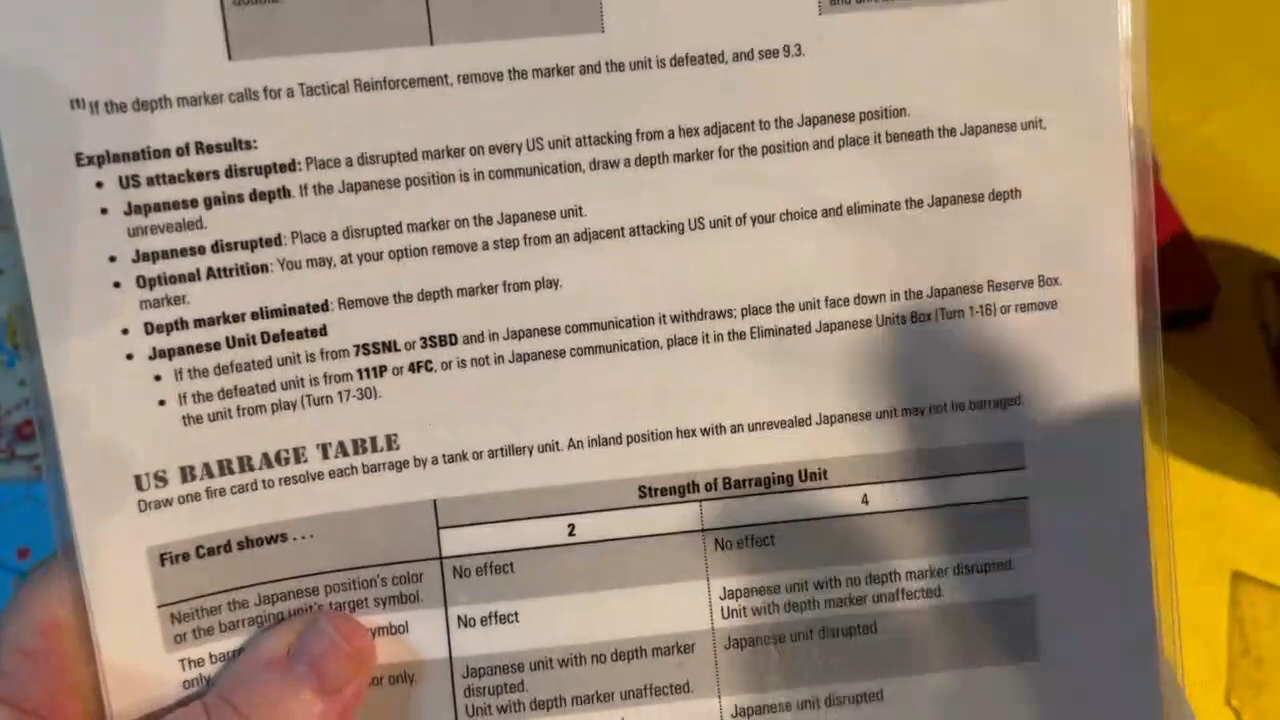 (1) If the depth marker calls for a Tactical Reinforcement, remove the marker and the unit is defeated, and see 9.3.
Explanation of Results:
• US attackers disrupted: Place a disrupted marker on every US unit attacking from a hex adjacent to the Japanese position.
• Japanese gains depth. If the Japanese position is in communication, draw a depth marker for the position and place it beneath the Japanese unit,
unrevealed.
• Japanese disrupted: Place a disrupted marker on the Japanese unit.
• Optional Attrition: You may, at your option remove a step from an adjacent attacking US unit of your choice and eliminate the Japanese depth
marker.
• Depth marker eliminated: Remove the depth marker from play.
• Japanese Unit Defeated
• If the defeated unit is from 7SSNL or 3SBD and in Japanese communication it withdraws; place the unit face down in the Japanese Reserve Box.
• If the defeated unit is from 111P or 4FC, or is not in Japanese communication, place it in the Eliminated Japanese Units Box (Turn 1-16) or remove
the unit from play (Turn 17-30).
US BARRAGE TABLE
Draw one fire card to resolve each barrage by a tank or artillery unit. An inland position hex with an unrevealed Japanese unit may not be barraged.
Fire Card shows . . .
Strength of Barraging Unit
2
4
Neither the Japanese position's color
or the barraging unit's target symbol.
No effect
No effect
The
only
No effect
Japanese unit with no depth marker disrupted.
Unit with depth marker unaffected.
only.
Japanese unit with no depth marker
disrupted.
Unit with depth marker unaffected.
Japanese unit disrupted
Japanese unit disrupted